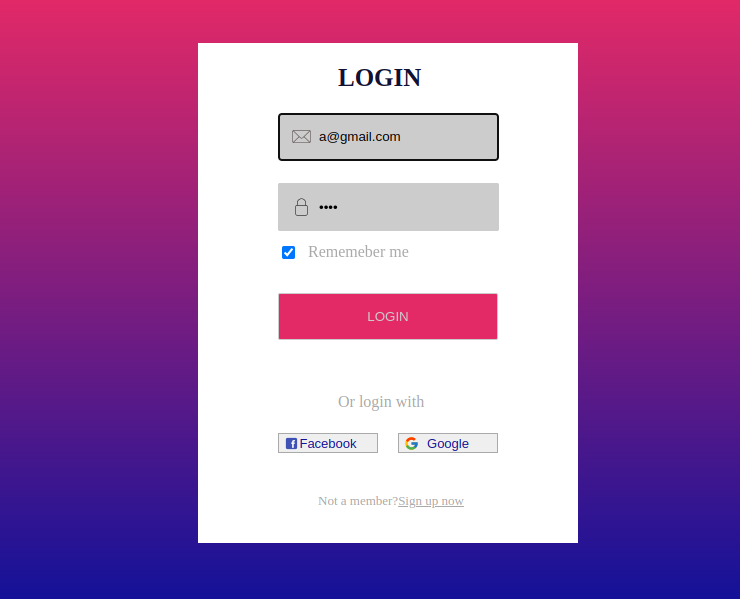 LOGIN
a@gmail.com
••••
Rememeber me
LOGIN
Or login with
Facebook Google
Not a member?Sign up now